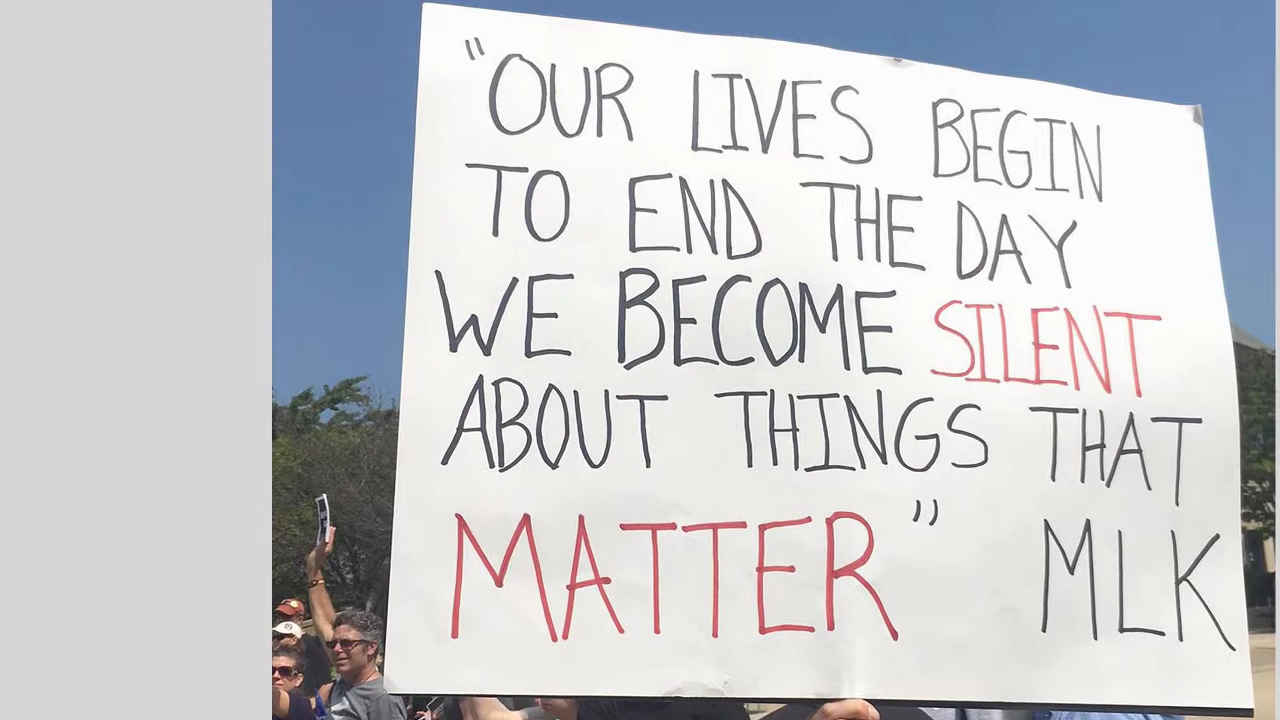 "OUR LIVES BEGIN
TO END THE DAY
WE BECOME SILENT
ABOUT THINGS THAT
MATTER" MLK